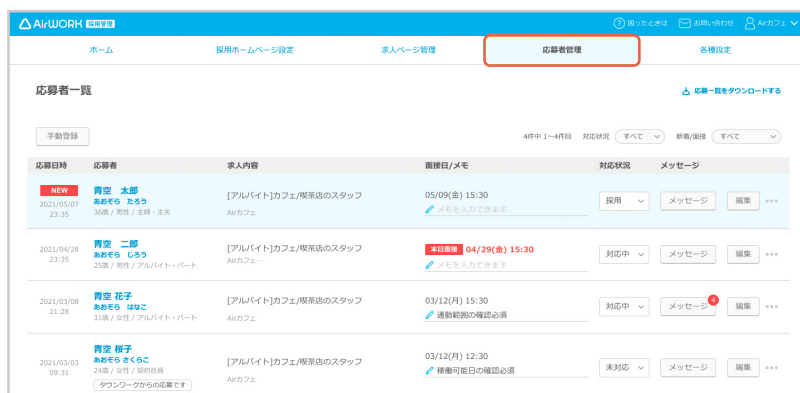 AirWORK 採用管理
困ったときは お問い合わせ Airカフェ
ホーム 採用ホームページ設定 求人ページ管理 応募者管理 各種設定
応募者一覧
応募一覧をダウンロードする
手動登録 4件中 1~4件目 対応状況 すべて 新着/面接 すべて
応募日時 応募者 求人内容 面接日/メモ 対応状況 メッセージ
NEW
2021/05/07
23:35
青空 太郎
あおぞら たろう
36歳 / 男性 / 主婦・主夫
[アルバイト]カフェ/喫茶店のスタッフ
Airカフェ
05/09(金) 15:30
メモを入力できます
採用 メッセージ 編集
2021/04/28
23:35
青空 二郎
あおぞら じろう
25歳 / 男性 / アルバイト・パート
[アルバイト]カフェ/喫茶店のスタッフ
Airカフェ…
本日面接 04/29(金) 15:30
メモを入力できます
対応中 メッセージ 編集
2021/03/08
21:28
青空 花子
あおぞら はなこ
31歳 / 女性 / アルバイト・パート
[アルバイト]カフェ/喫茶店のスタッフ
Airカフェ
03/12(月) 15:30
通勤範囲の確認必須
対応中 メッセージ 4 編集
2021/03/03
09:31
青空 桜子
あおぞら さくらこ
24歳 / 女性 / 契約社員
タウンワークからの応募です
[アルバイト]カフェ/喫茶店のスタッフ
Airカフェ
03/12(月) 12:30
稼働可能日の確認必須
未対応 メッセージ 編集